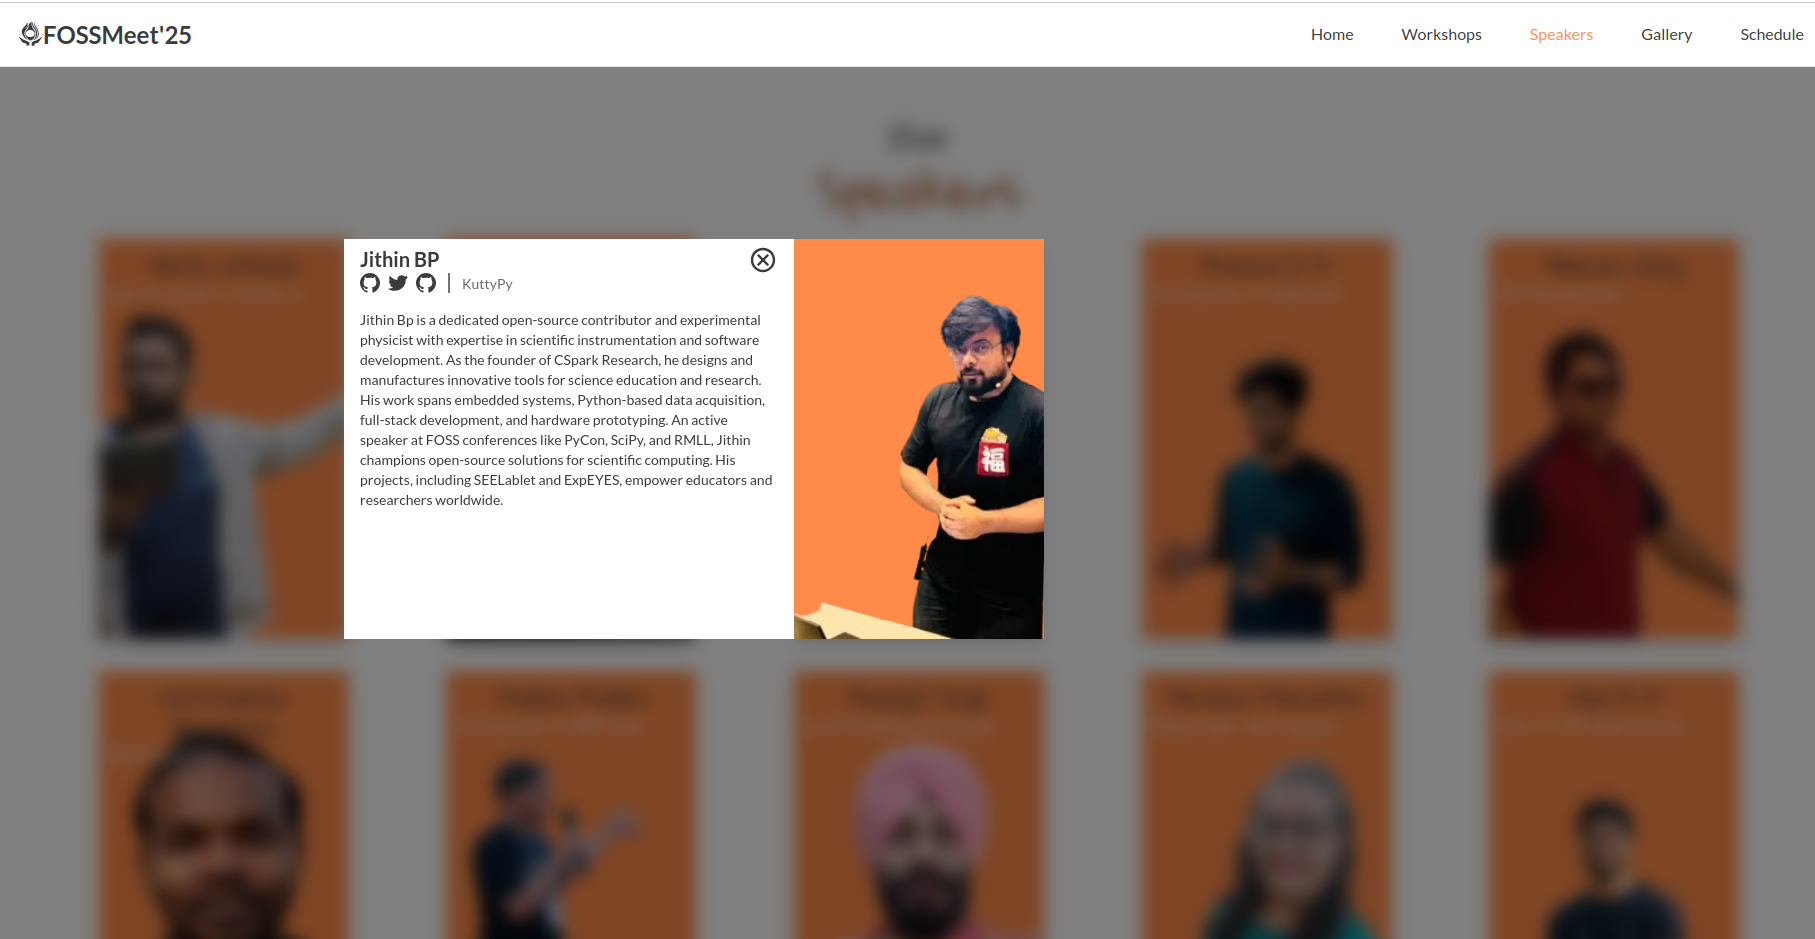 FOSSMeet'25
Home
Workshops
Speakers
Gallery
Schedule
Our
Speakers
Jithin BP
KuttyPy
Jithin Bp is a dedicated open-source contributor and experimental
physicist with expertise in scientific instrumentation and software
development. As the founder of CSpark Research, he designs and
manufactures innovative tools for science education and research.
His work spans embedded systems, Python-based data acquisition,
full-stack development, and hardware prototyping. An active
speaker at FOSS conferences like PyCon, SciPy, and RMLL, Jithin
champions open-source solutions for scientific computing. His
projects, including SEELablet and ExpEYES, empower educators and
researchers worldwide.
福